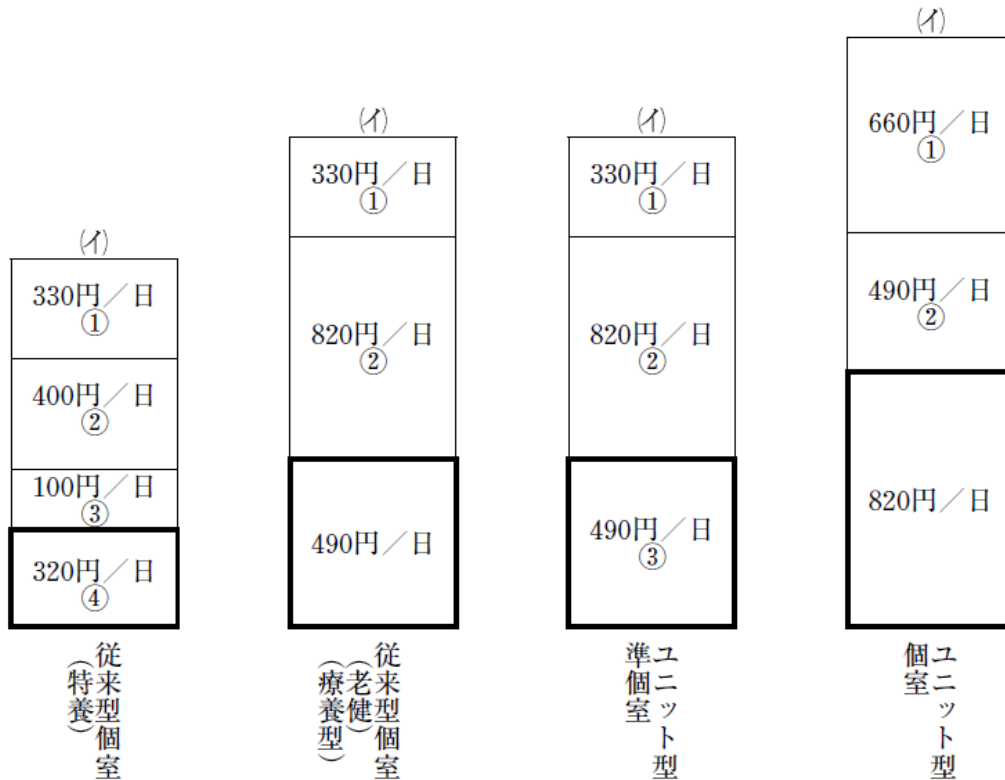 (イ)
330円／日
①
400円／日
②
100円／日
③
320円／日
④
従来型個室
(特養)
(イ)
330円／日
①
820円／日
②
490円／日
従来型個室
(老健)
(療養型)
(イ)
330円／日
①
820円／日
②
490円／日
③
ユニット型
準個室
(イ)
660円／日
①
490円／日
②
820円／日
ユニット型
個室